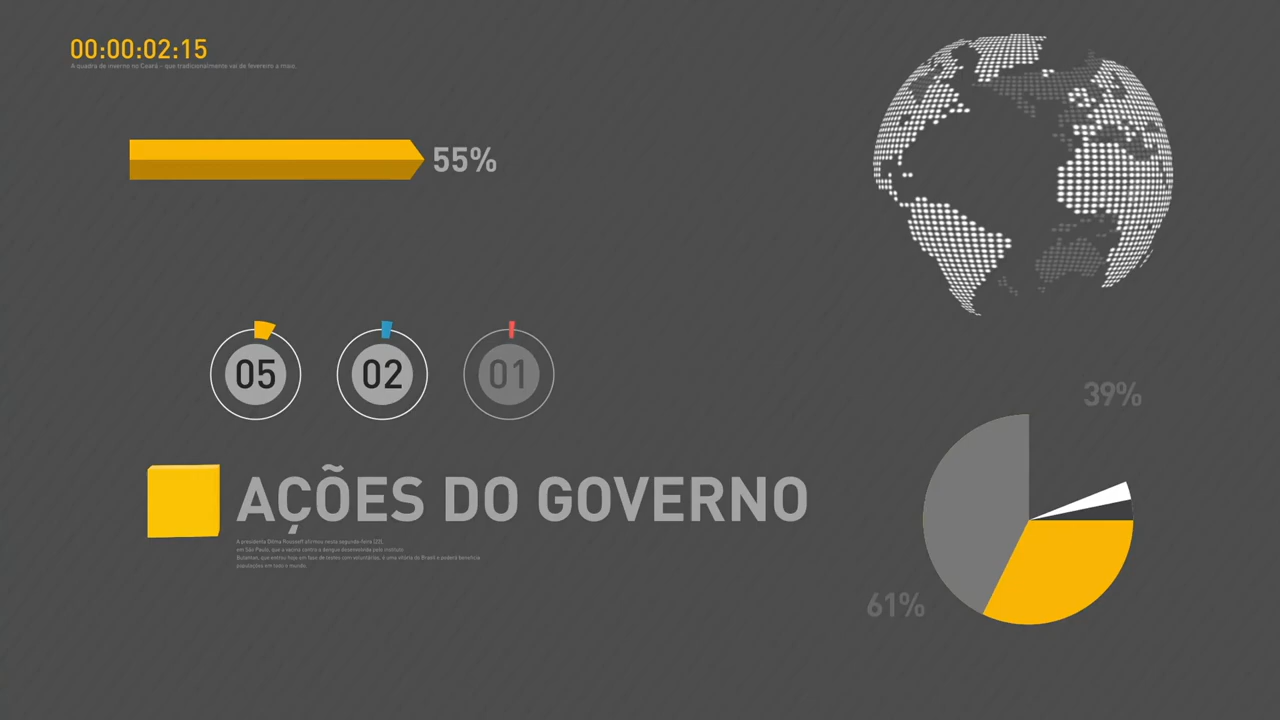 00:00:02:15
A quadra de inverno no Ceará - que tradicionalmente vai de fevereiro a maio.
55%
05 02 01
39%
AÇÕES DO GOVERNO
A presidenta Dilma Rousseff afirmou nesta segunda-feira (22),
em São Paulo, que a vacina contra a dengue desenvolvida pelo Instituto
Butantan, que entrou hoje em fase de testes com voluntários, é uma vitória do Brasil e poderá beneficiar
populações em todo o mundo.
61%